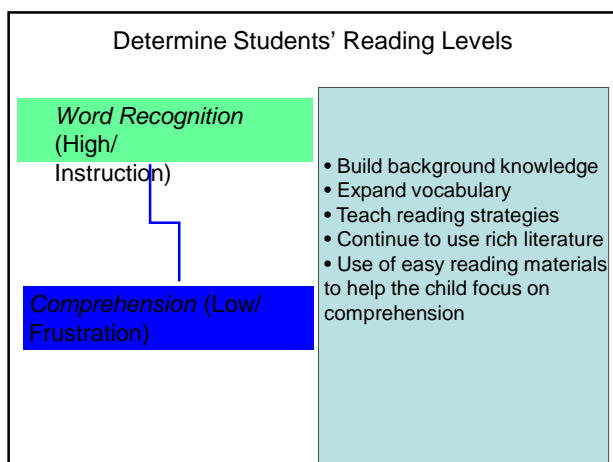 Determine Students' Reading Levels
Word Recognition
(High/
Instruction)
Comprehension (Low/
Frustration)
• Build background knowledge
• Expand vocabulary
• Teach reading strategies
• Continue to use rich literature
• Use of easy reading materials
to help the child focus on
comprehension